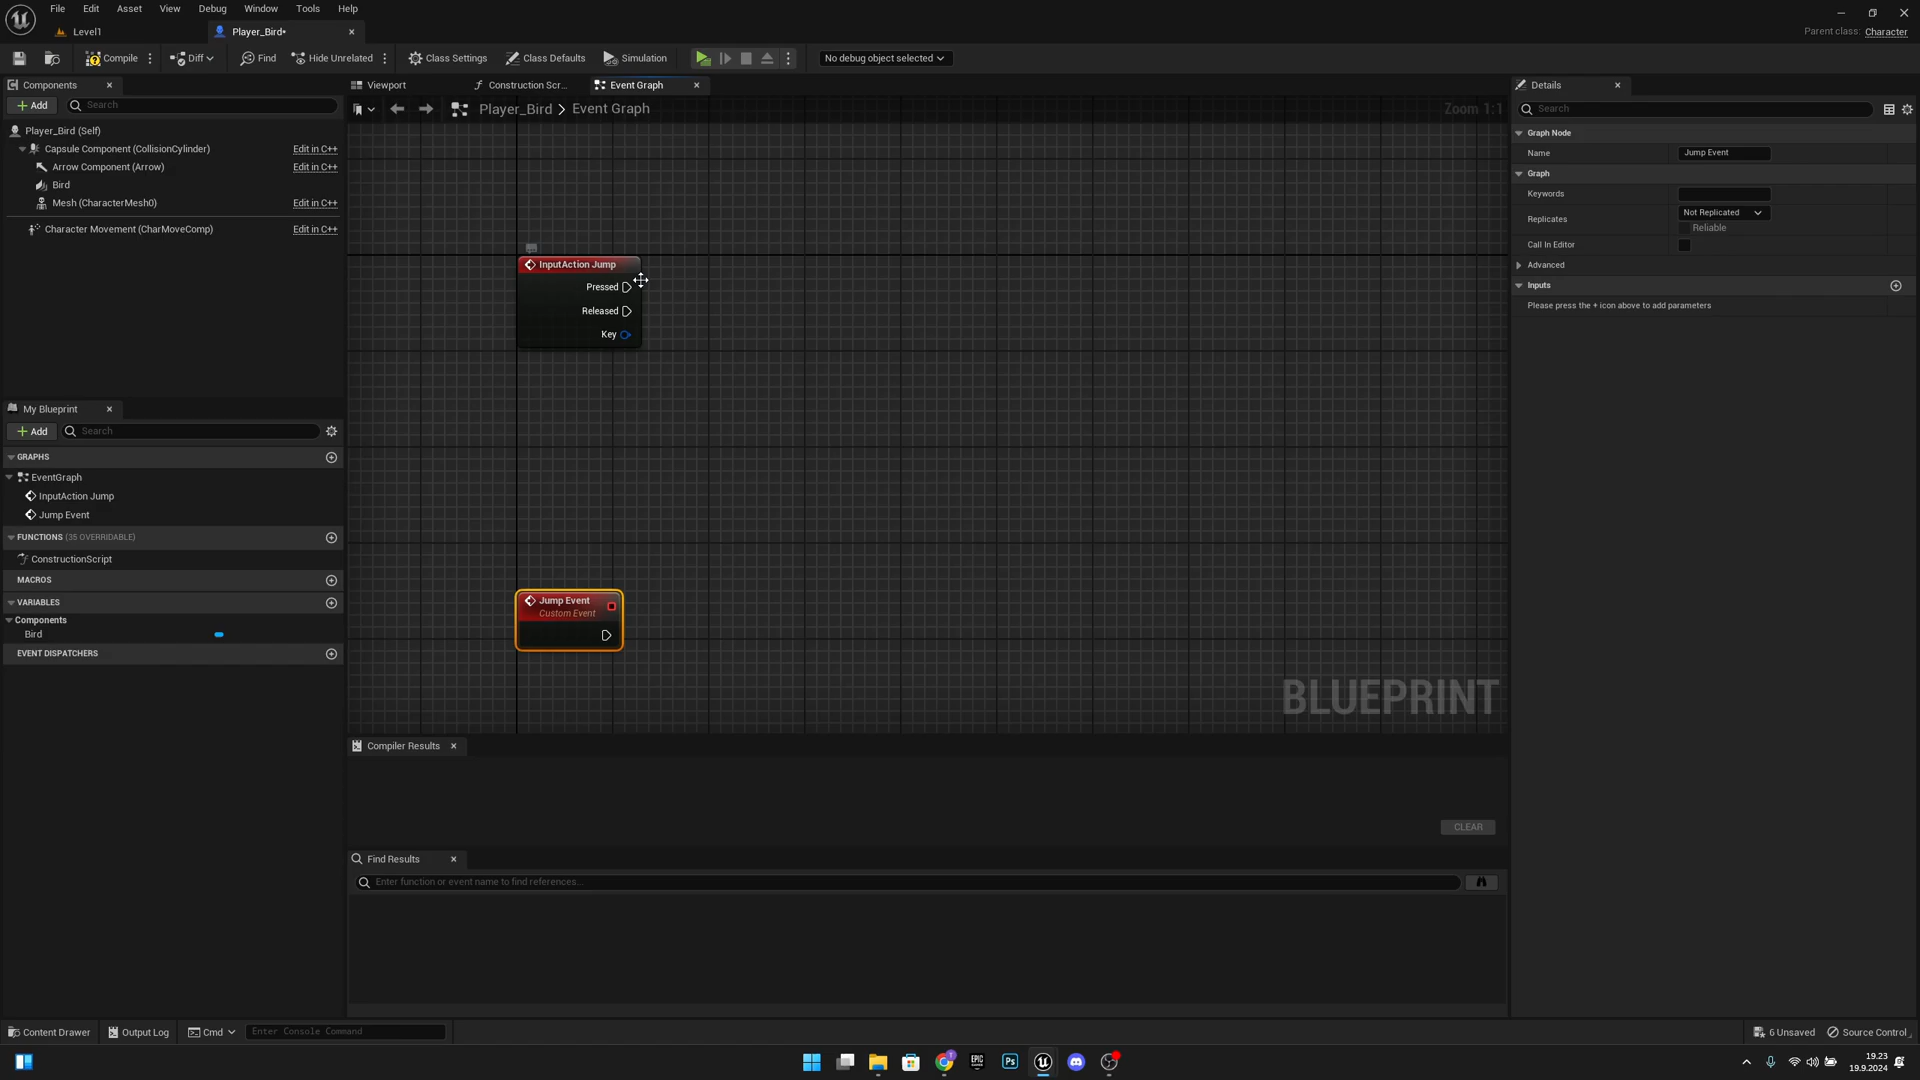 File Edit View Asset Debug Window Tools Help
Level1
Player_Bird*
Parent class: Character
Compile
Diff
Find
Hide Unrelated
Class Settings
Class Defaults
Simulation
No debug object selected
Components
Add
Search
Player_Bird (Self)
Capsule Component (CollisionCylinder) Edit in C++
Arrow Component (Arrow) Edit in C++
Bird
Mesh (CharacterMesh0) Edit in C++
Character Movement (CharMoveComp) Edit in C++
My Blueprint
Add
Search
GRAPHS
EventGraph
InputAction Jump
Jump Event
FUNCTIONS (35 OVERRIDABLE)
ConstructionScript
MACROS
VARIABLES
Components
Bird
EVENT DISPATCHERS
Viewport
Construction Scr...
Event Graph
Player_Bird > Event Graph
Zoom 1:1
InputAction Jump
Pressed
Released
Key
Jump Event
Custom Event
BLUEPRINT
Compiler Results
CLEAR
Find Results
Enter function or event name to find references...
Details
Search
Graph Node
Name Jump Event
Graph
Keywords
Replicates Not Replicated
Reliable
Call In Editor
Advanced
Inputs
Please press the + icon above to add parameters
Content Drawer
Output Log
Cmd
Enter Console Command
6 Unsaved
Source Control
EPIC GAMES
Ps
19.23
19.9.2024